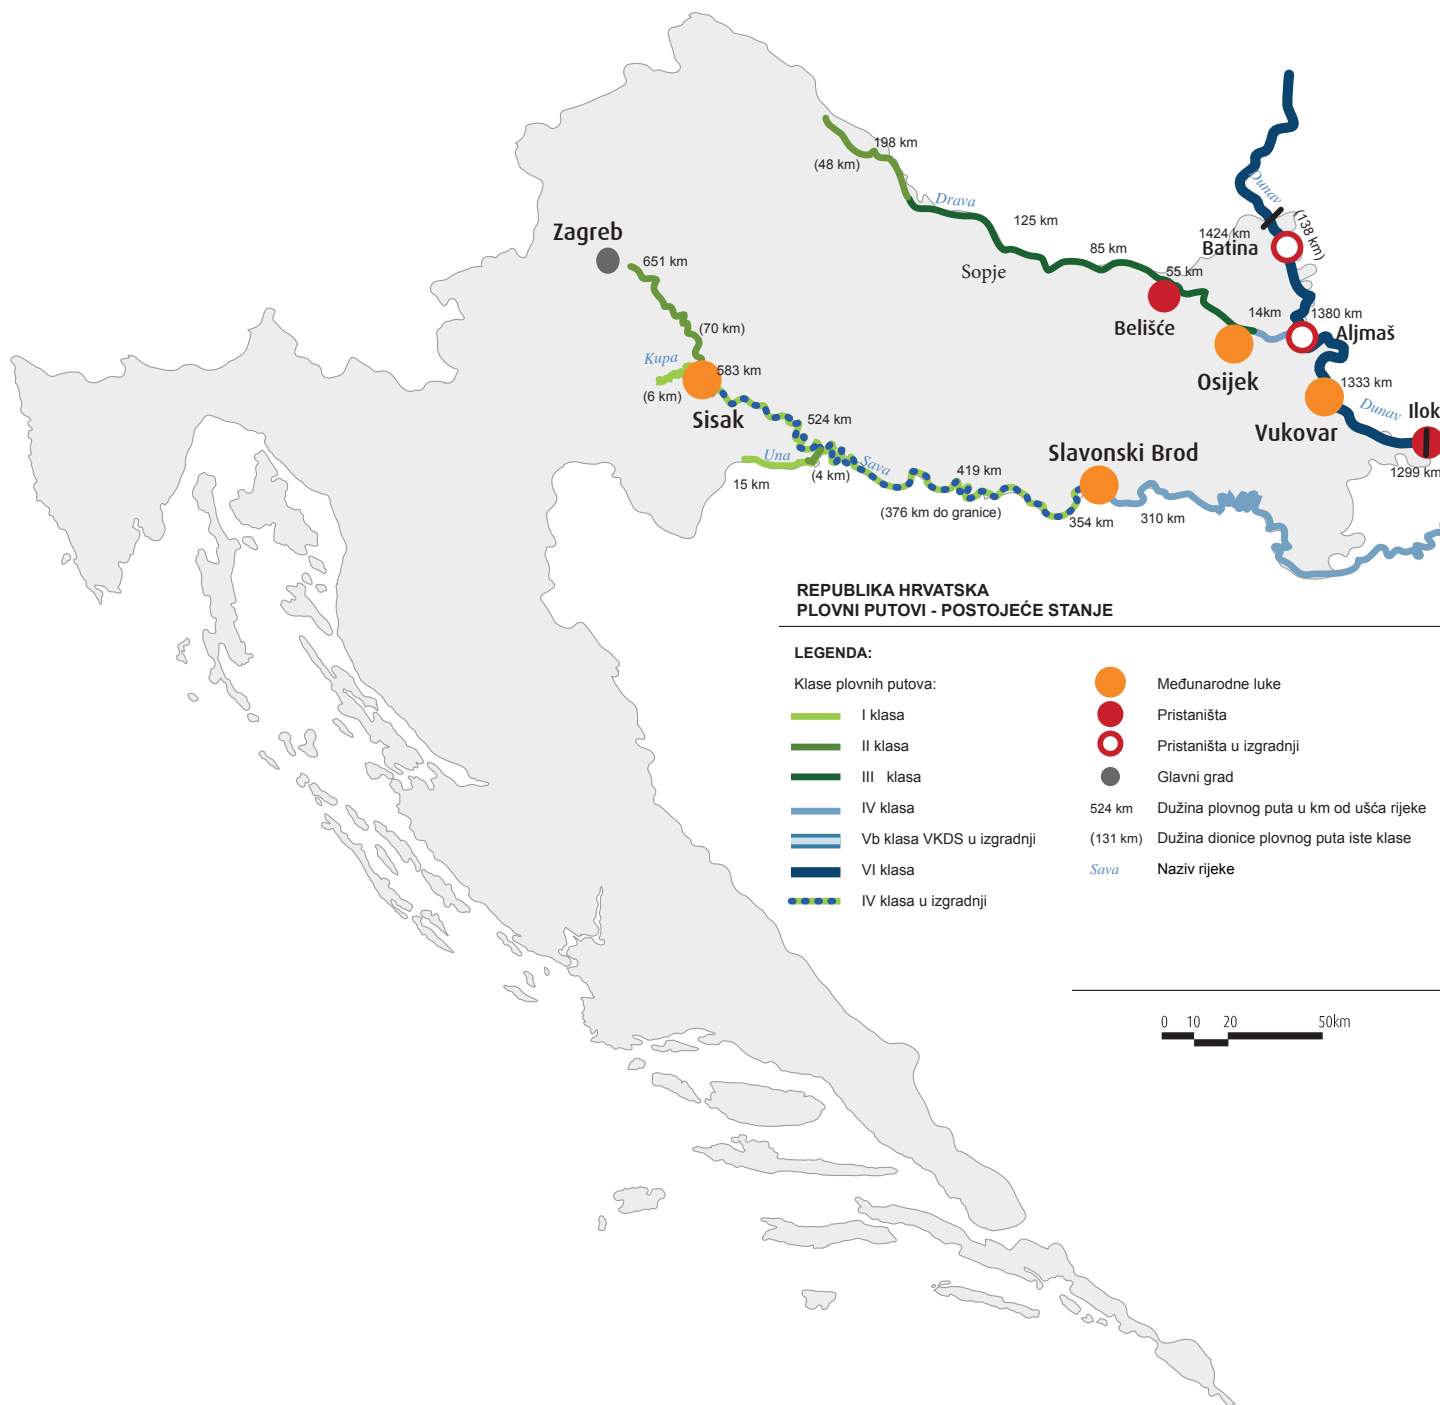 198 km
(48 km)
Drava
125 km
Sopje
85 km
55 km
Belišće
14km
Osijek
Dunav
(138 km)
1424 km
Batina
1380 km
Aljmaš
1333 km
Vukovar
Dunav
Ilok
1299 km
Zagreb
651 km
(70 km)
Kupa
(6 km)
583 km
Sisak
524 km
Una
15 km
(4 km)
Sava
419 km
(376 km do granice)
Slavonski Brod
354 km
310 km
REPUBLIKA HRVATSKA
PLOVNI PUTOVI - POSTOJEĆE STANJE
LEGENDA:
Klase plovnih putova:
I klasa
II klasa
III klasa
IV klasa
Vb klasa VKDS u izgradnji
VI klasa
IV klasa u izgradnji
Međunarodne luke
Pristaništa
Pristaništa u izgradnji
Glavni grad
524 km Dužina plovnog puta u km od ušća rijeke
(131 km) Dužina dionice plovnog puta iste klase
Sava Naziv rijeke
0 10 20 50km